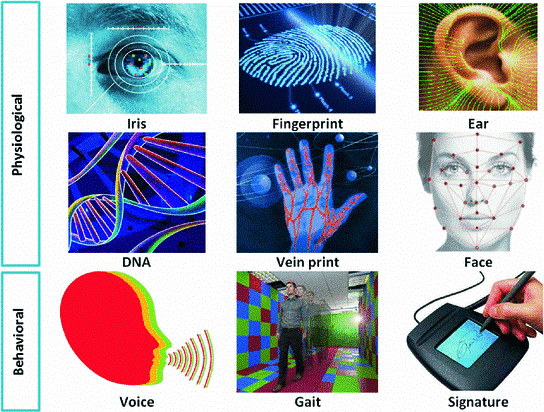 Physiological
Iris
Fingerprint
Ear
DNA
Vein print
Face
Behavioral
Voice
Gait
Signature